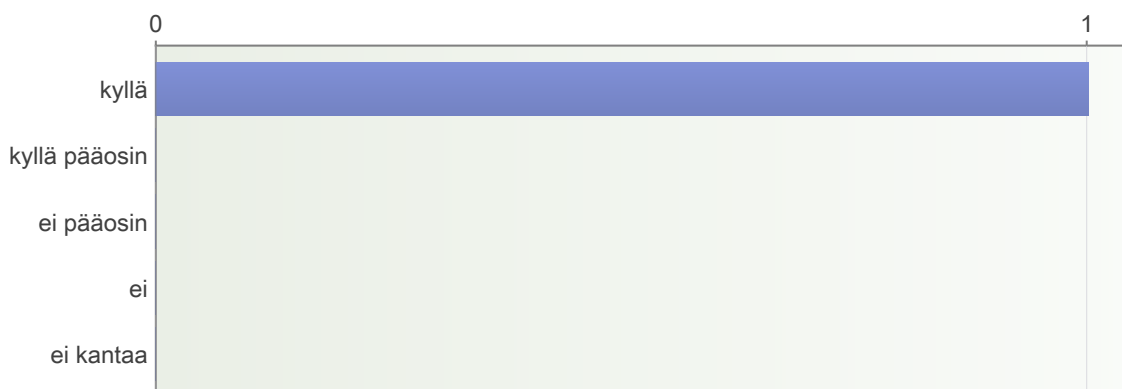 0 1
kyllä
kyllä pääosin
ei pääosin
ei
ei kantaa